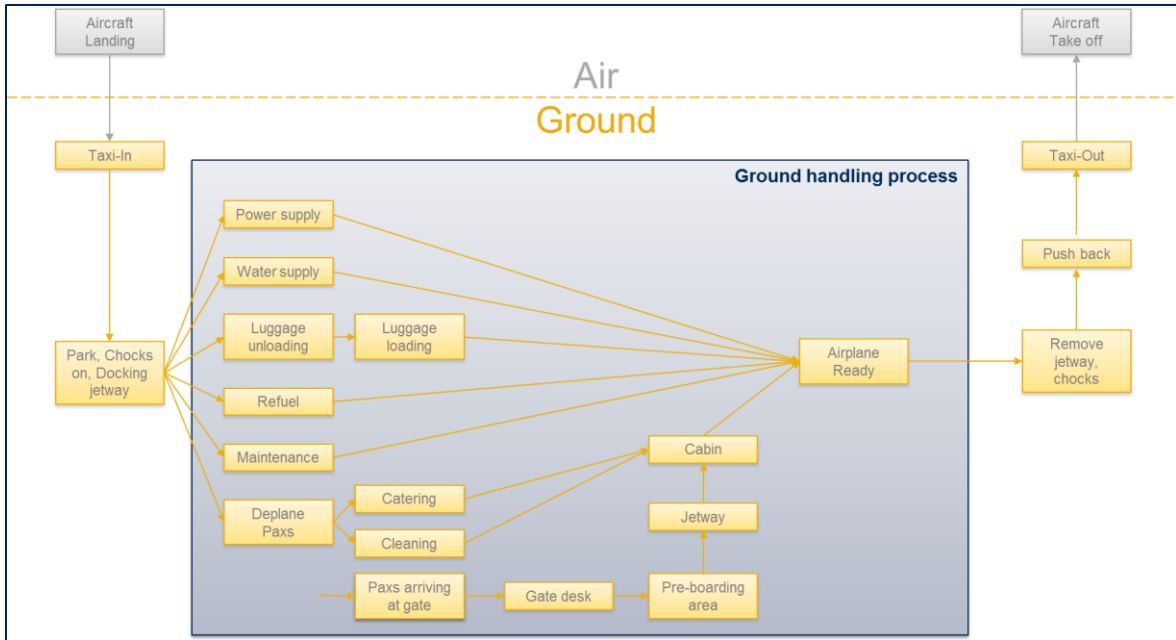 Aircraft
Landing
Aircraft
Take off
Air
Ground
Taxi-In
Taxi-Out
Ground handling process
Power supply
Push back
Water supply
Luggage
unloading
Luggage
loading
Park, Chocks
on, Docking
jetway
Airplane
Ready
Remove
jetway,
chocks
Refuel
Maintenance
Cabin
Catering
Deplane
Paxs
Jetway
Cleaning
Paxs arriving
at gate
Gate desk
Pre-boarding
area